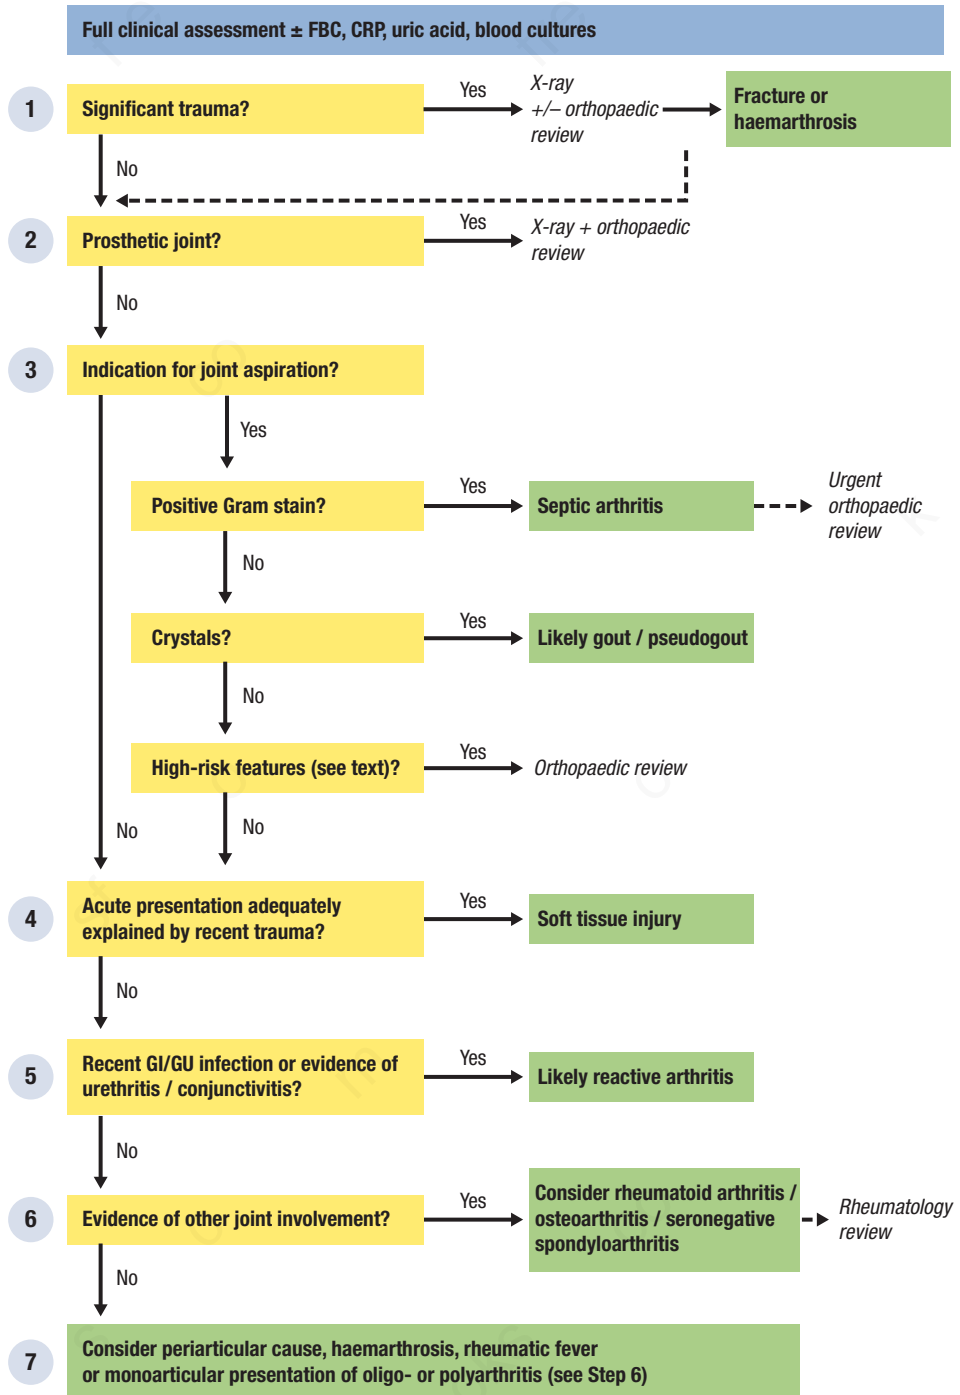 Full clinical assessment ± FBC, CRP, uric acid, blood cultures
1
Significant trauma?
Yes
X-ray
+/– orthopaedic
review
Fracture or
haemarthrosis
No
2
Prosthetic joint?
Yes
X-ray + orthopaedic
review
No
3
Indication for joint aspiration?
Yes
Positive Gram stain?
Yes
Septic arthritis
Urgent
orthopaedic
review
No
Crystals?
Yes
Likely gout / pseudogout
No
High-risk features (see text)?
Yes
Orthopaedic review
No
No
4
Acute presentation adequately
explained by recent trauma?
Yes
Soft tissue injury
No
5
Recent GI/GU infection or evidence of
urethritis / conjunctivitis?
Yes
Likely reactive arthritis
No
6
Evidence of other joint involvement?
Yes
Consider rheumatoid arthritis /
osteoarthritis / seronegative
spondyloarthritis
Rheumatology
review
No
7
Consider periarticular cause, haemarthrosis, rheumatic fever
or monoarticular presentation of oligo- or polyarthritis (see Step 6)